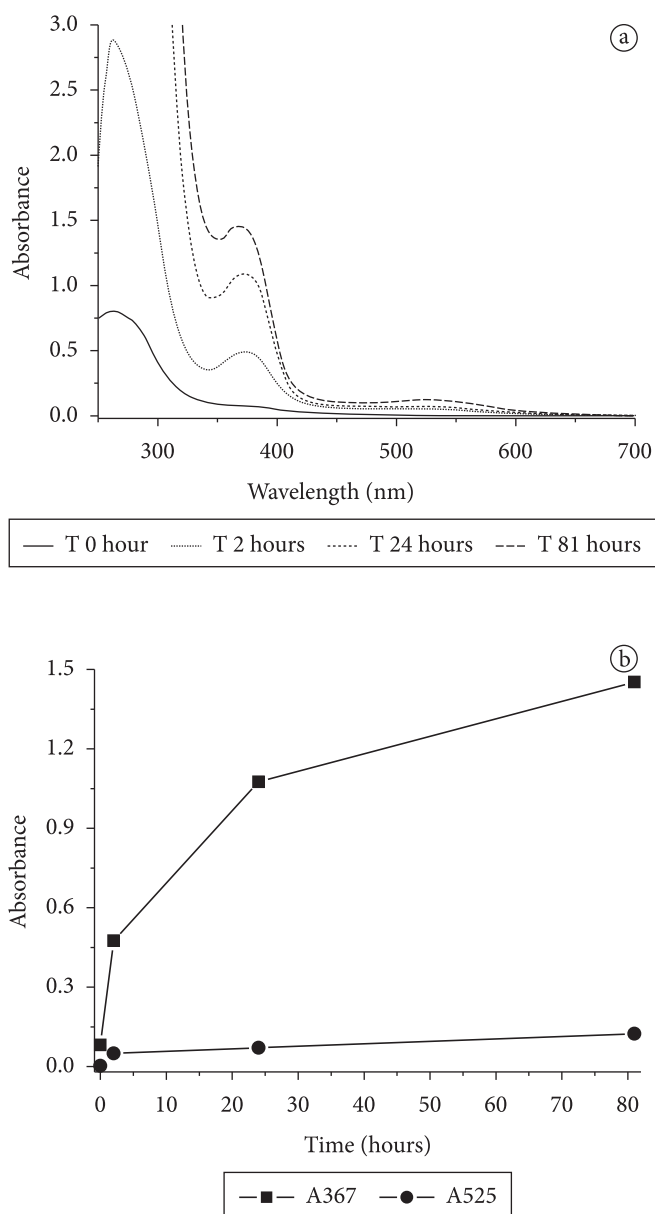 a
3.0
2.5
2.0
1.5
1.0
0.5
0.0
Absorbance
300 400 500 600 700
Wavelength (nm)
T 0 hour T 2 hours T 24 hours T 81 hours
b
1.5
1.2
0.9
0.6
0.3
0.0
Absorbance
0 10 20 30 40 50 60 70 80
Time (hours)
A367 A525